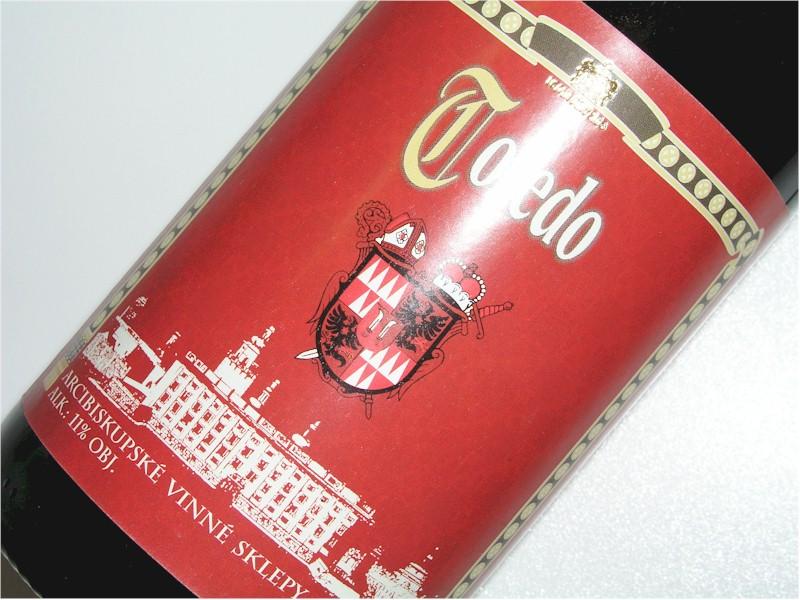 Toledo
ARCIBISKUPSKÉ VINNÉ SKLEPY
ALK. 11% OBJ.